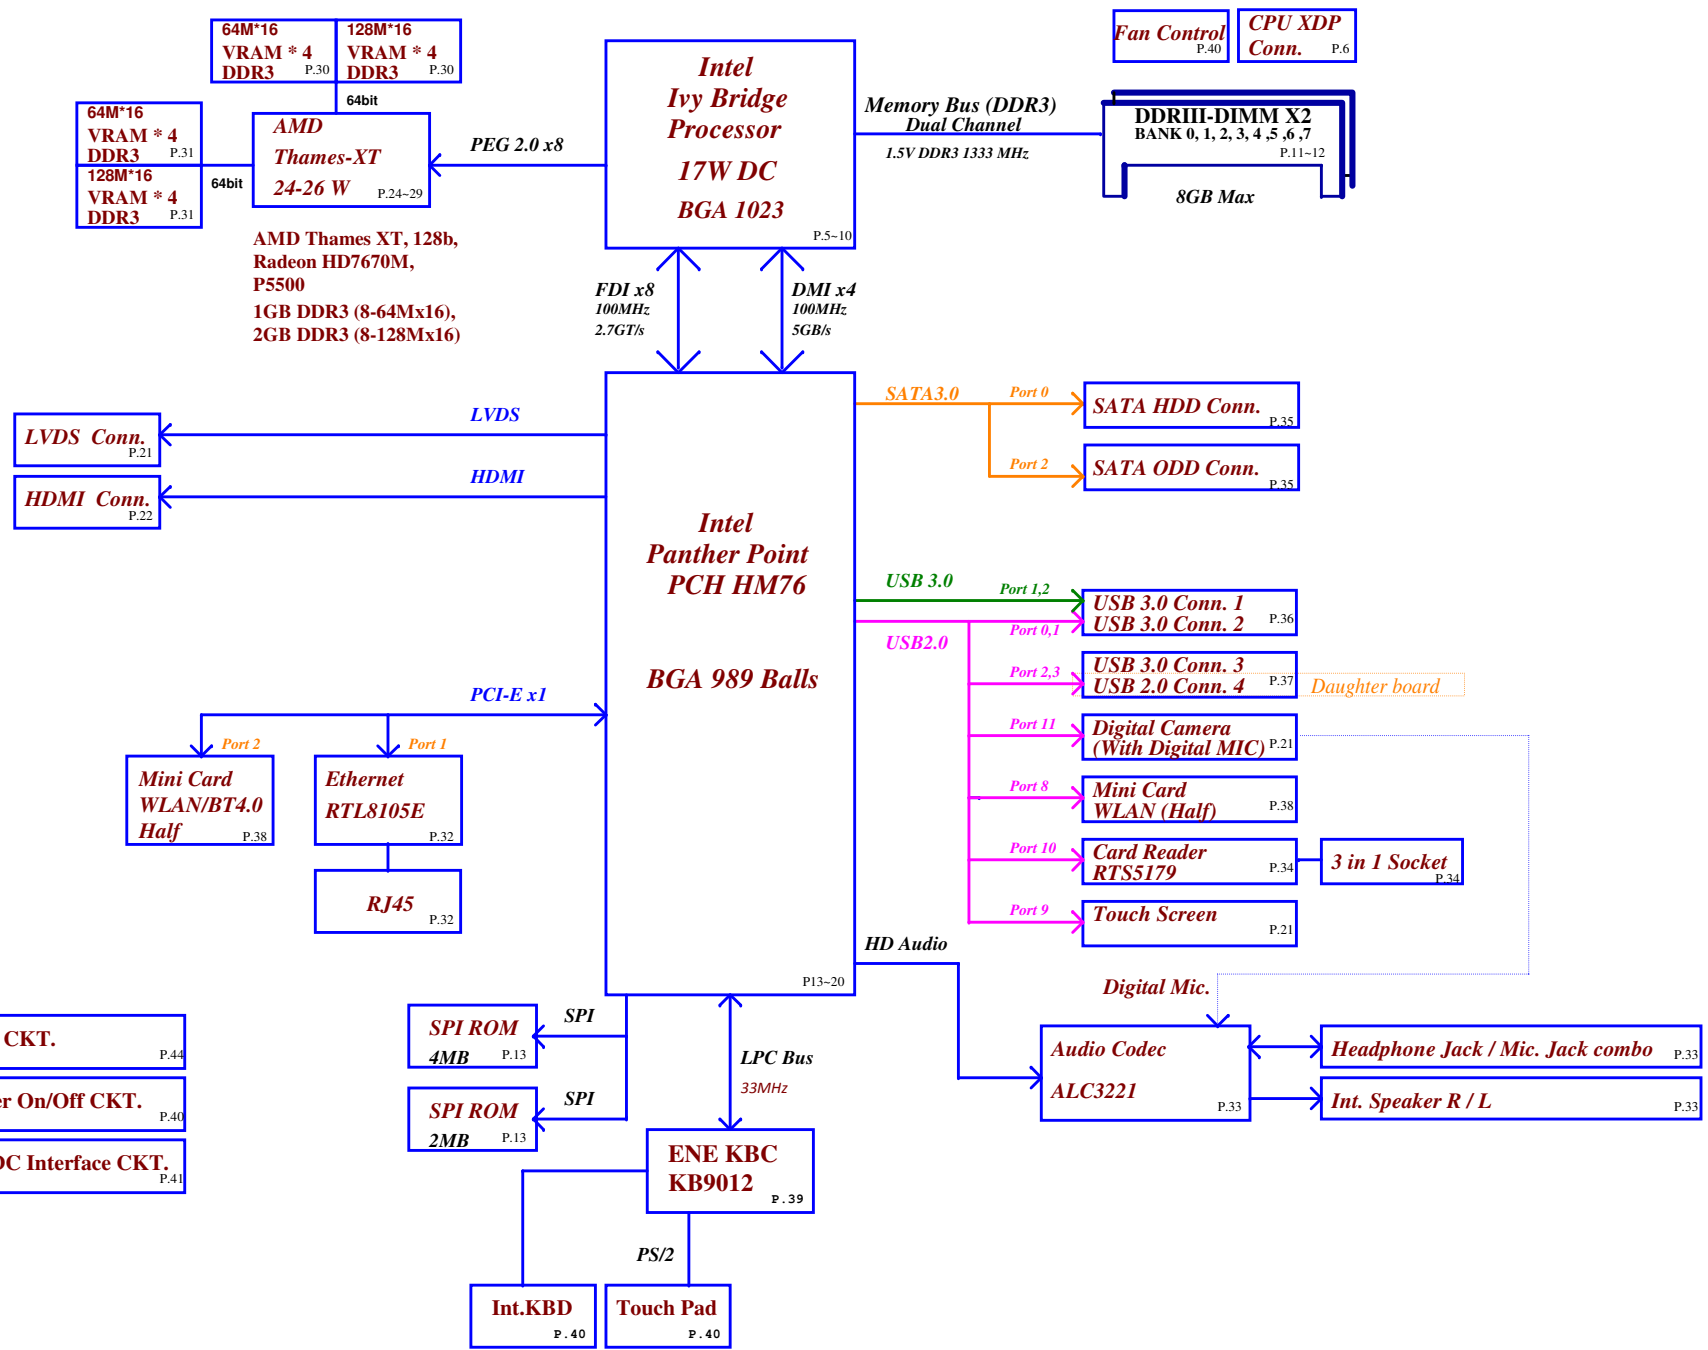 64M*16
VRAM * 4
DDR3
P.30
128M*16
VRAM * 4
DDR3
P.30
64bit
64M*16
VRAM * 4
DDR3
P.31
128M*16
VRAM * 4
DDR3
P.31
64bit
AMD
Thames-XT
24-26 W
P.24~29
PEG 2.0 x8
AMD Thames XT, 128b,
Radeon HD7670M,
P5500
1GB DDR3 (8-64Mx16),
2GB DDR3 (8-128Mx16)
Intel
Ivy Bridge
Processor
17W DC
BGA 1023
P.5~10
Memory Bus (DDR3)
Dual Channel
1.5V DDR3 1333 MHz
Fan Control
P.40
CPU XDP
Conn.
P.6
DDRIII-DIMM X2
BANK 0, 1, 2, 3, 4 ,5 ,6 ,7
P.11~12
8GB Max
FDI x8
100MHz
2.7GT/s
DMI x4
100MHz
5GB/s
LVDS
LVDS Conn.
P.21
HDMI
HDMI Conn.
P.22
Intel
Panther Point
PCH HM76
BGA 989 Balls
P13~20
SATA3.0
Port 0
SATA HDD Conn.
P.35
Port 2
SATA ODD Conn.
P.35
USB 3.0
Port 1,2
USB 3.0 Conn. 1
USB 3.0 Conn. 2
P.36
USB2.0
Port 0,1
Port 2,3
USB 3.0 Conn. 3
USB 2.0 Conn. 4
P.37
Daughter board
Port 11
Digital Camera
(With Digital MIC)
P.21
Port 8
Mini Card
WLAN (Half)
P.38
Port 10
Card Reader
RTS5179
P.34
3 in 1 Socket
P.34
Port 9
Touch Screen
P.21
PCI-E x1
Port 2
Mini Card
WLAN/BT4.0
Half
P.38
Port 1
Ethernet
RTL8105E
P.32
RJ45
P.32
HD Audio
Digital Mic.
Audio Codec
ALC3221
P.33
Headphone Jack / Mic. Jack combo
P.33
Int. Speaker R / L
P.33
SPI
SPI ROM
4MB
P.13
SPI
SPI ROM
2MB
P.13
LPC Bus
33MHz
ENE KBC
KB9012
P.39
PS/2
Int.KBD
P.40
Touch Pad
P.40
CKT.
P.44
er On/Off CKT.
P.40
DC Interface CKT.
P.41